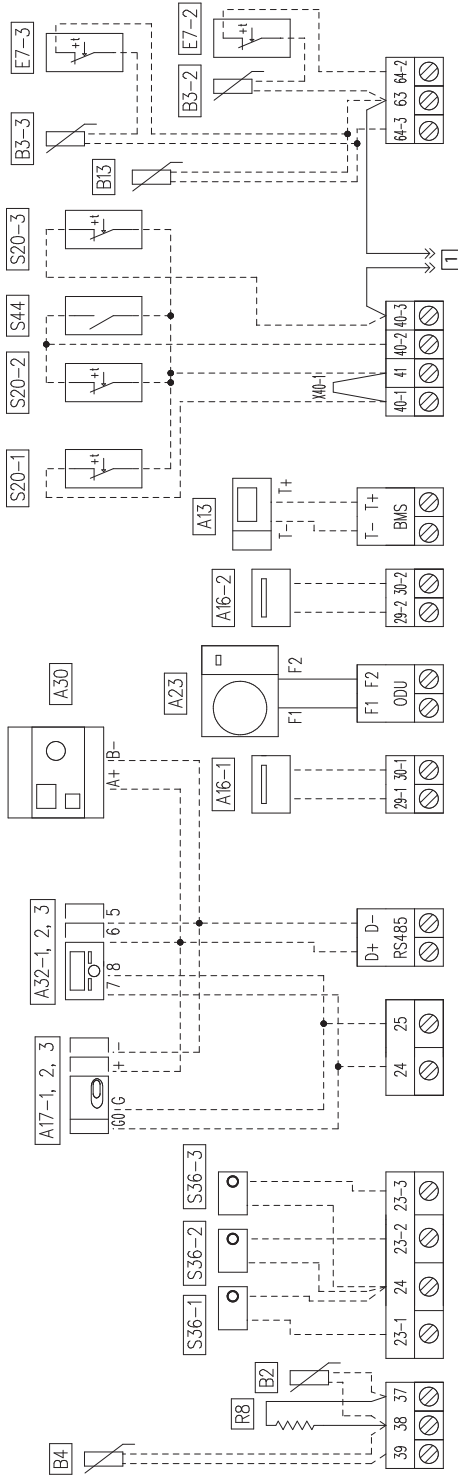 B4
R8
B2
39
38
37
S36-1
S36-2
S36-3
23-1
24
23-2
23-3
A17-1, 2, 3
G0
G
+
-
A32-1, 2, 3
7
8
6
5
24
25
D+
D-
RS485
A30
A+
B-
A16-1
29-1
30-1
A23
F1
F2
F1
F2
ODU
A16-2
29-2
30-2
A13
T-
T+
T-
T+
BMS
S20-1
+t
S20-2
+t
S44
S20-3
+t
X40-1
40-1
41
40-2
40-3
1
B13
B3-3
E7-3
+t
B3-2
E7-2
+t
64-3
63
64-2